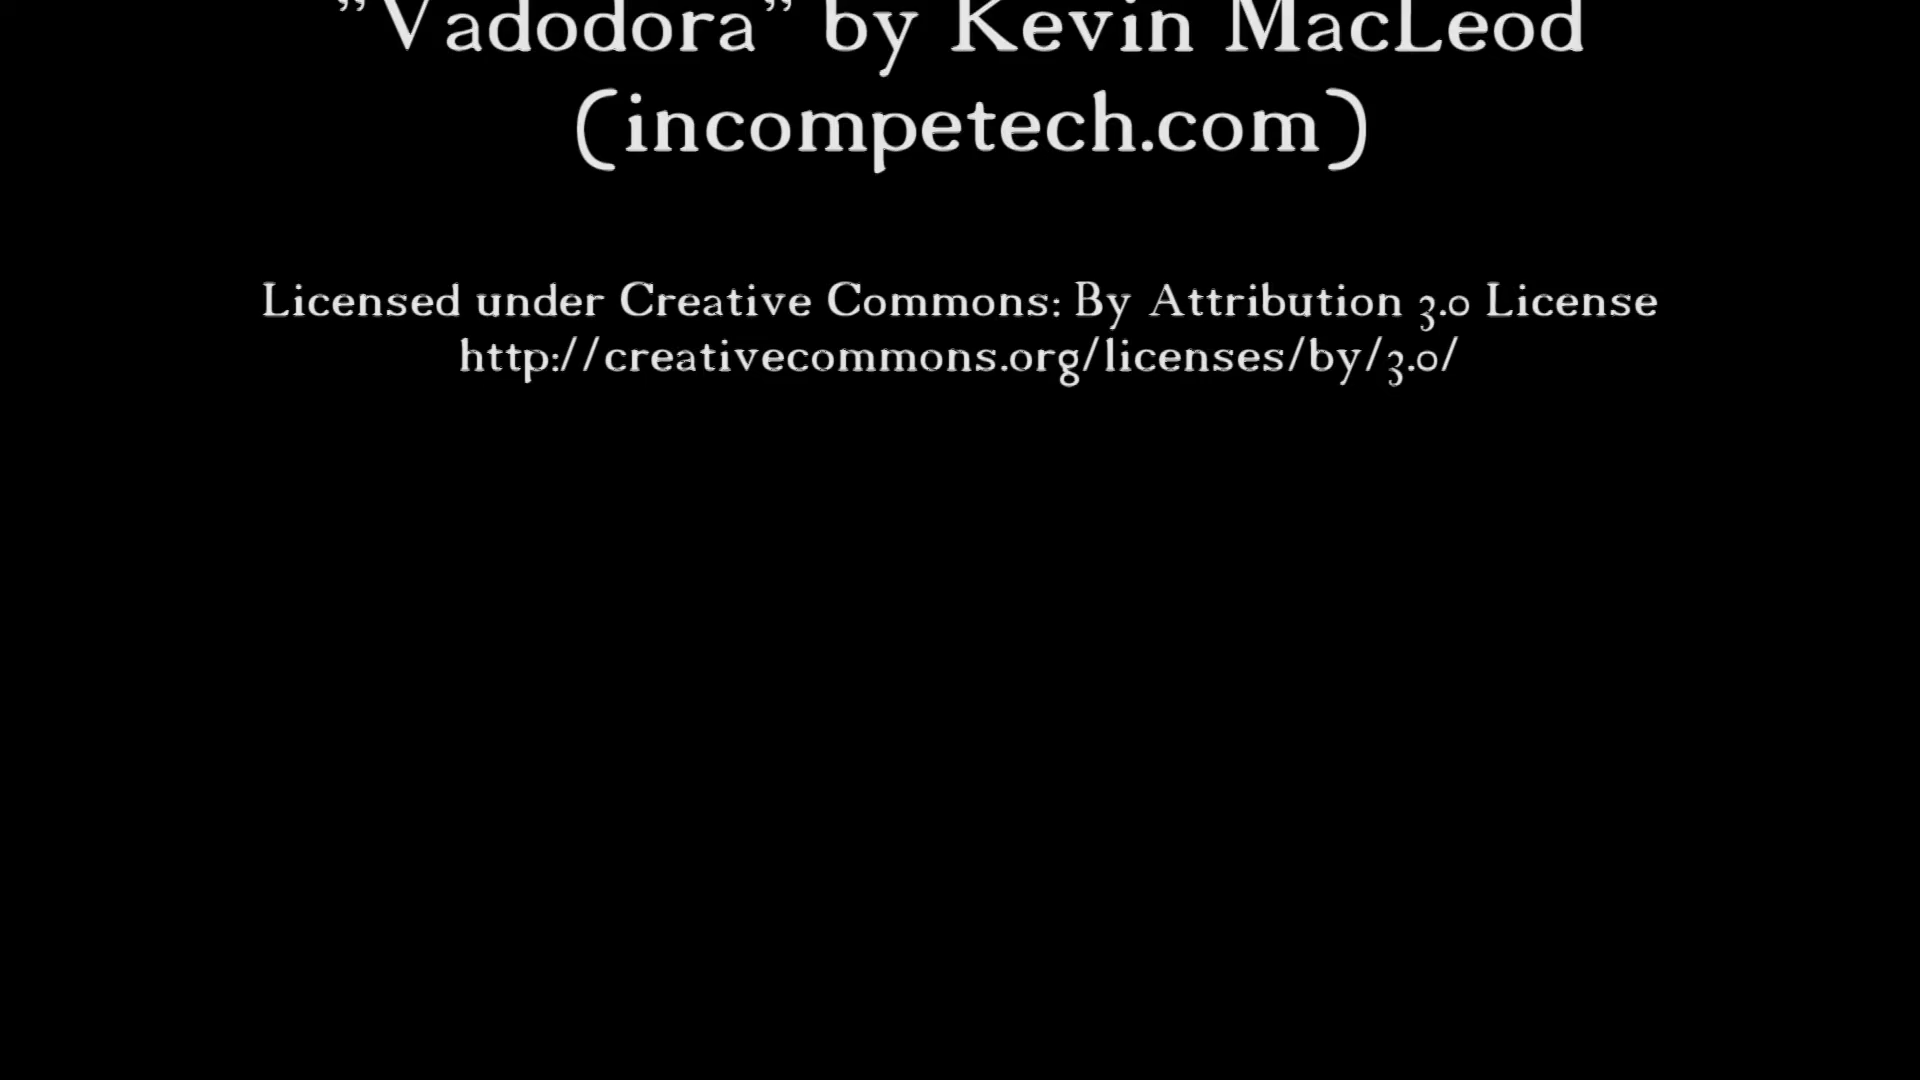 ”Vadodora” by Kevin MacLeod
(incompetech.com)
Licensed under Creative Commons: By Attribution 3.0 License
http://creativecommons.org/licenses/by/3.0/